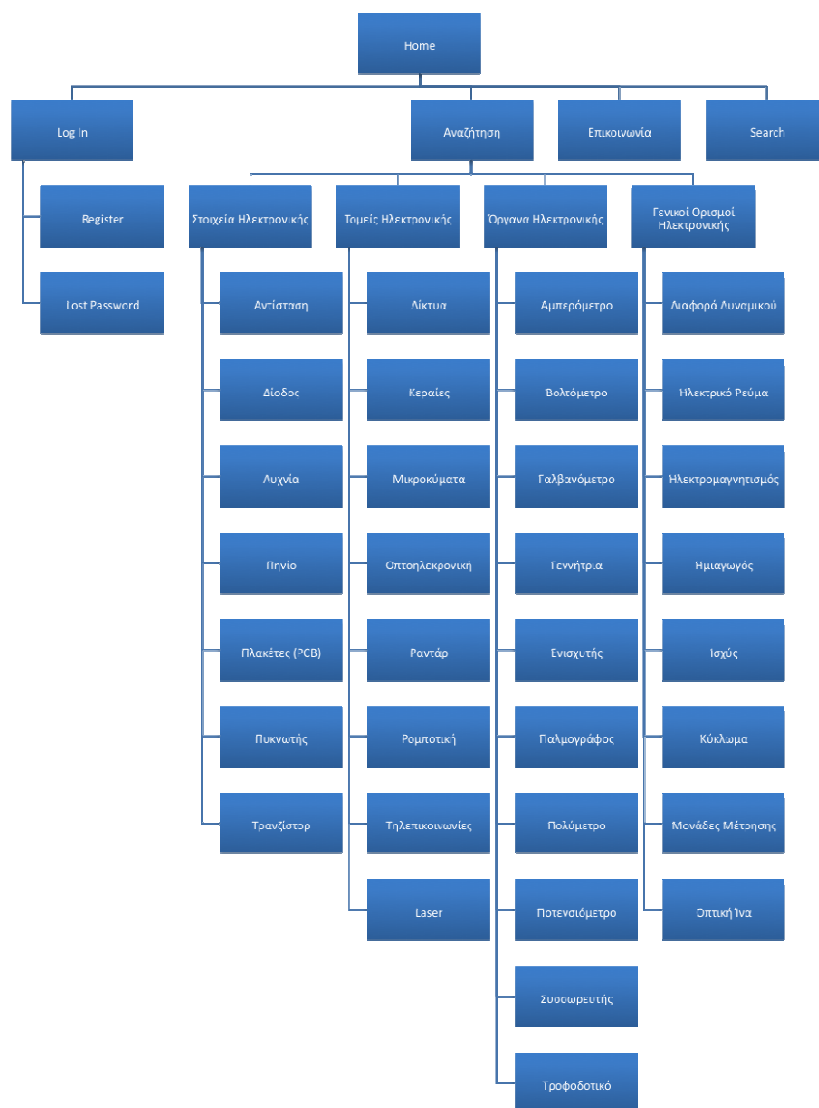 Home
Log In
Αναζήτηση
Επικοινωνία
Search
Register
Στοιχεία Ηλεκτρονικής
Τομείς Ηλεκτρονικής
Όργανα Ηλεκτρονικής
Γενικοί Ορισμοί
Ηλεκτρονικής
Lost Password
Αντίσταση
Δίκτυα
Αμπερόμετρο
Διαφορό Δυναμικού
Δίοδος
Κεραίες
Βολτόμετρο
Ηλεκτρικό Ρεύμα
Λυχνία
Μικροκύματα
Γαλβανόμετρο
Ηλεκτρομαγνητισμός
Πηνίο
Οπτοηλεκρονική
Γεννήτρια
Ημιαγωγός
Πλακέτες (PCB)
Ραντάρ
Ενισχυτής
Ισχύς
Πυκνωτής
Ρομποτική
Παλμογράφος
Κύκλωμα
Τρανζίστορ
Τηλεπικοινωνίες
Πολύμετρο
Μονάδες Μέτρησης
Laser
Ποτενσιόμετρο
Οπτική Ίνα
Συσσωρευτής
Τροφοδοτικό